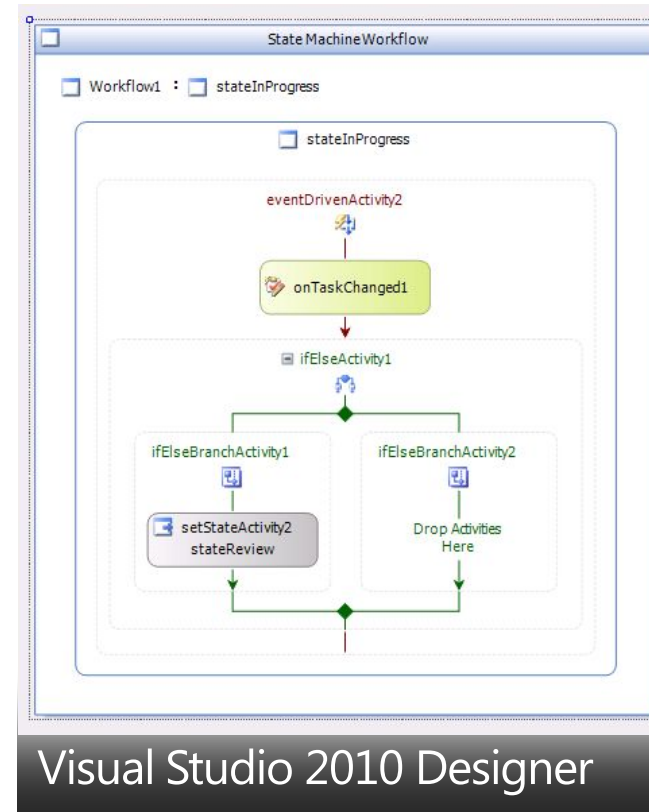 State Machine Workflow
Workflow1 : stateInProgress
stateInProgress
eventDrivenActivity2
onTaskChanged1
ifElseActivity1
ifElseBranchActivity1
ifElseBranchActivity2
setStateActivity2
stateReview
Drop Activities
Here
Visual Studio 2010 Designer